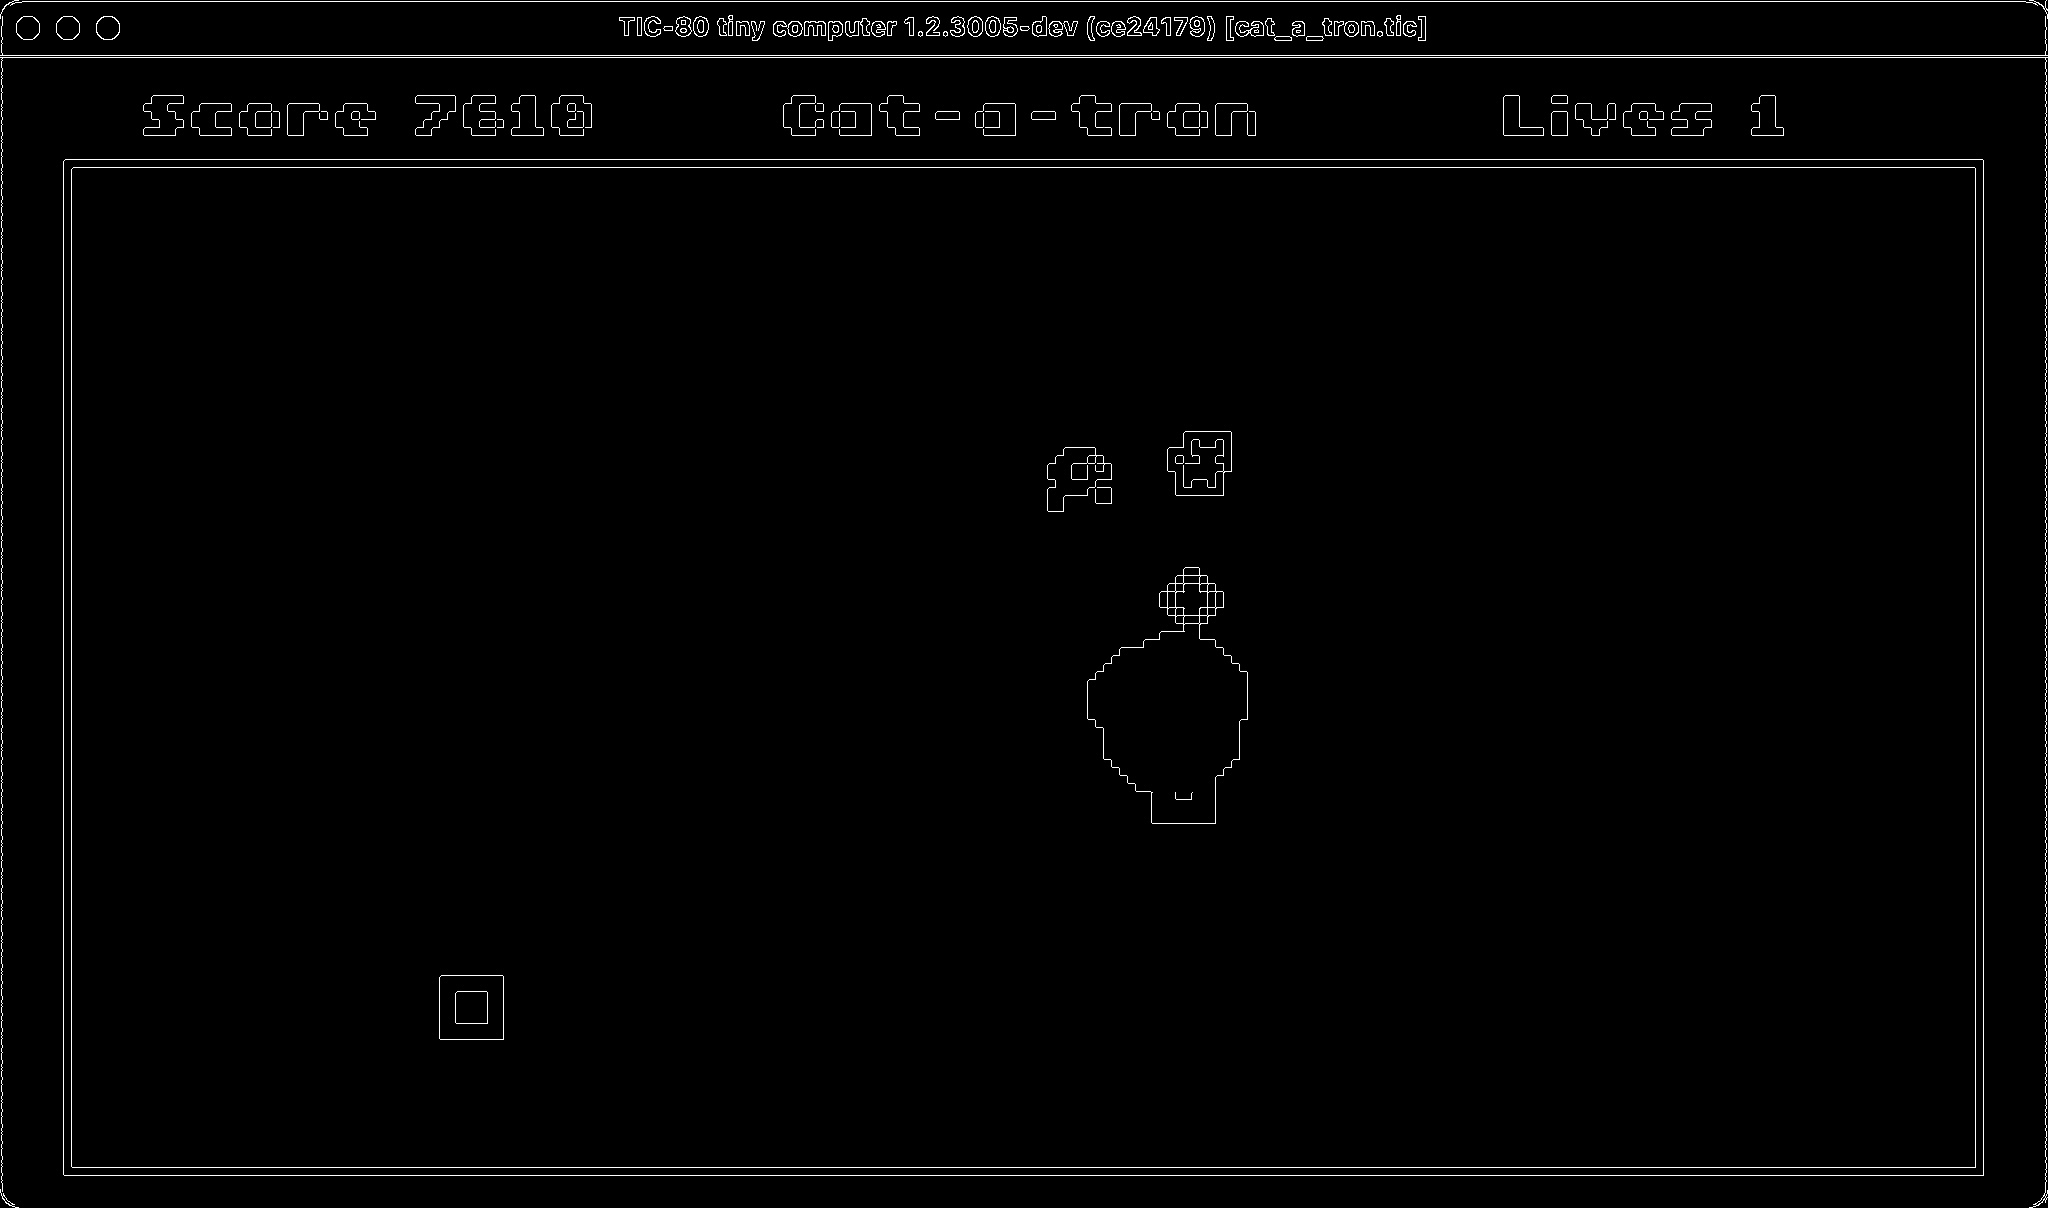 TIC-80 tiny computer 1.2.3005-dev (ce24179) [cat_a_tron.tic]
Score 7610 Cat-a-tron Lives 1